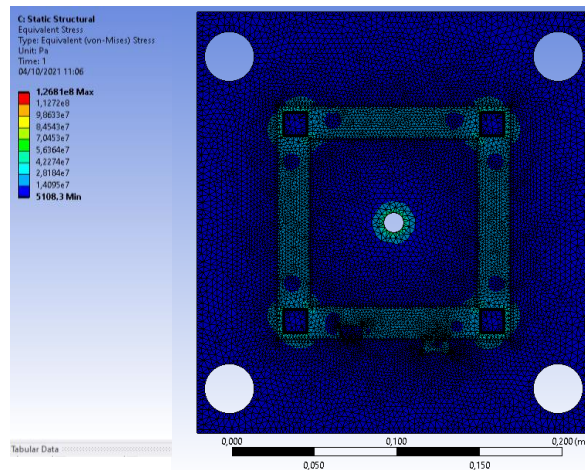 C: Static Structural
Equivalent Stress
Type: Equivalent (von-Mises) Stress
Unit: Pa
Time: 1
04/10/2021 11:06
1,2681e8 Max
1,1272e8
9,8633e7
8,4543e7
7,0453e7
5,6364e7
4,2274e7
2,8184e7
1,4095e7
5108,3 Min
Tabular Data
0,000 0,100 0,200 (m
0,050 0,150